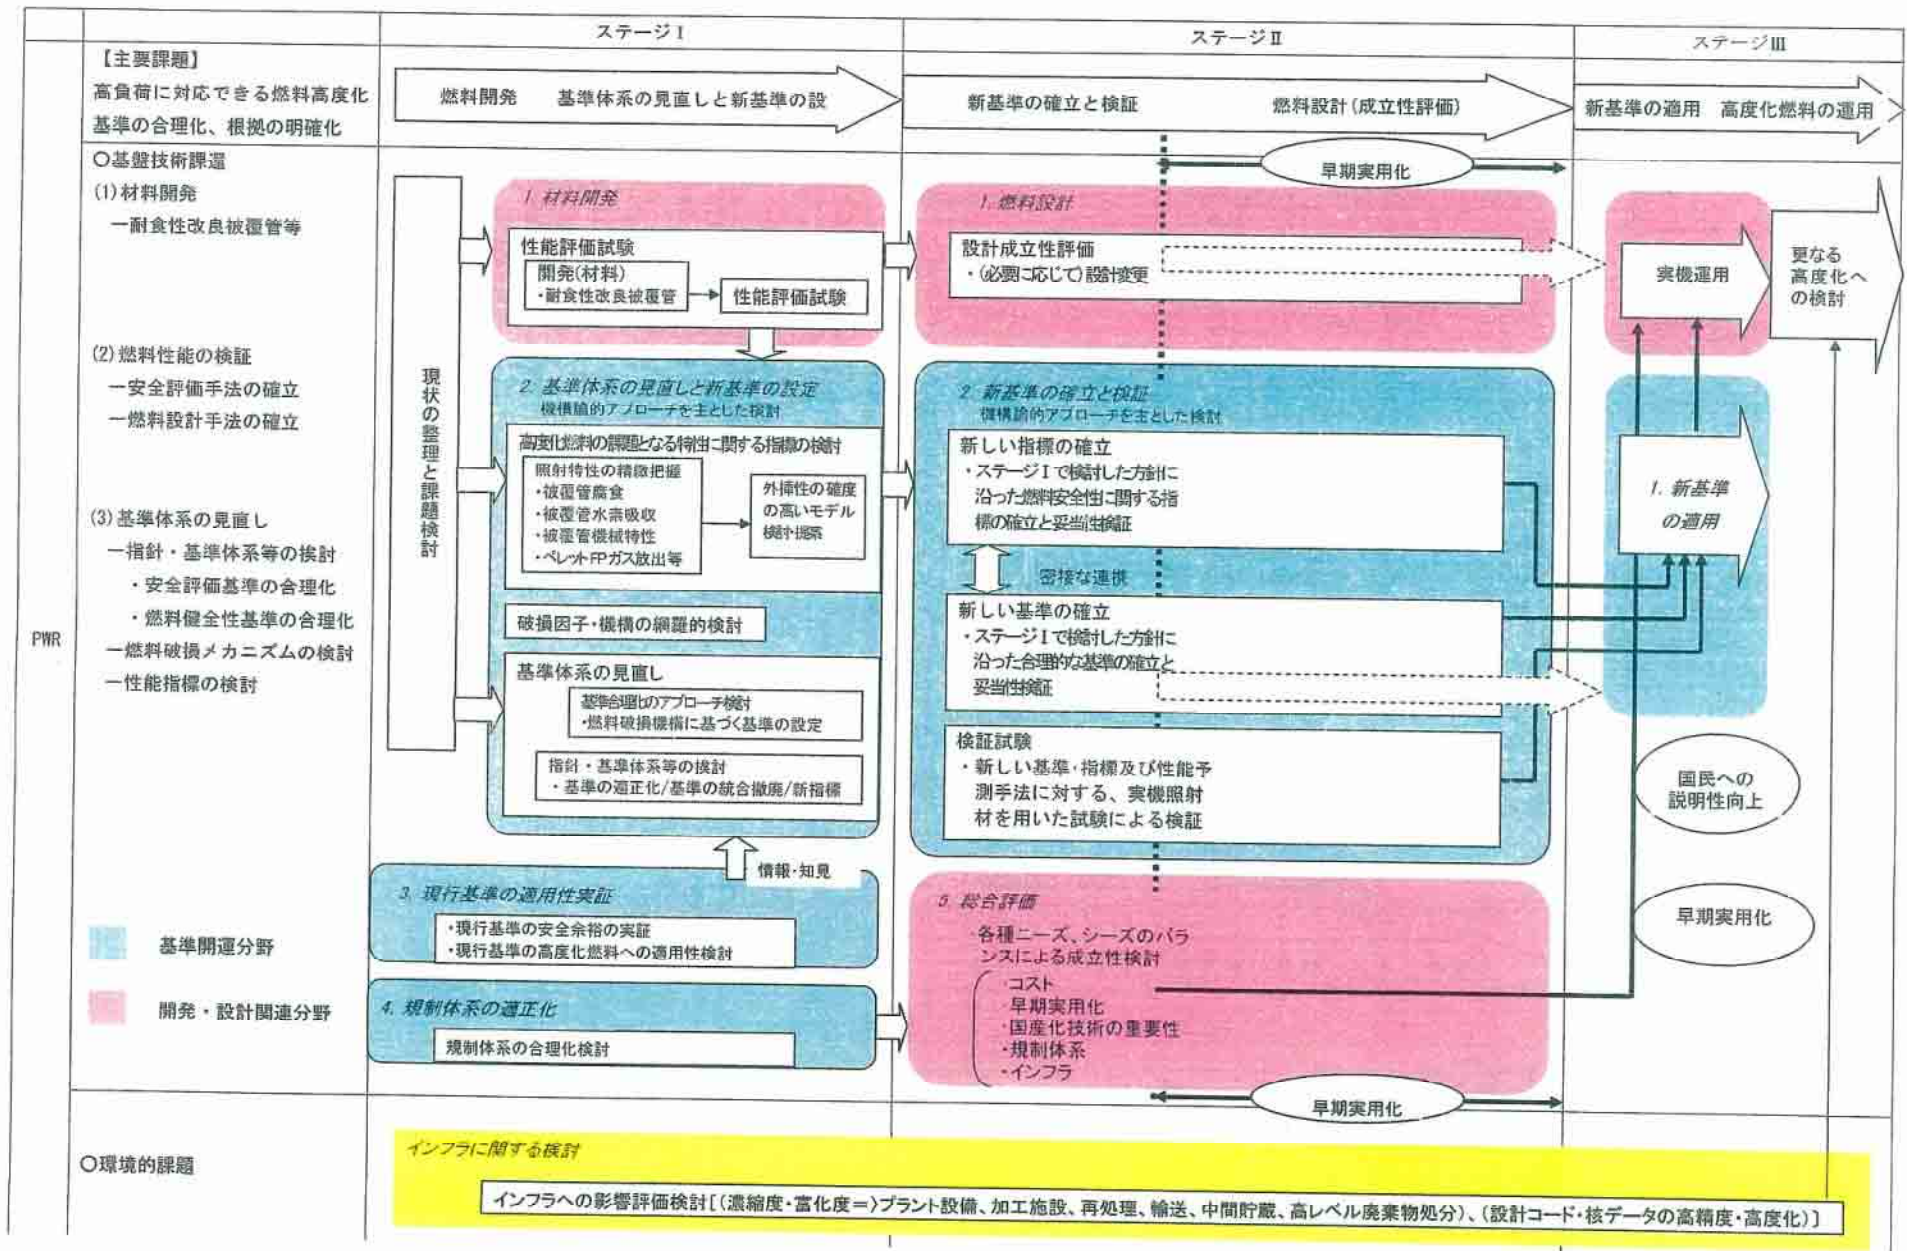 ステージⅠ
ステージⅡ
ステージⅢ
PWR
【主要課題】
高負荷に対応できる燃料高度化
基準の合理化、根拠の明確化
燃料開発 基準体系の見直しと新基準の設
新基準の確立と検証 燃料設計(成立性評価)
新基準の適用 高度化燃料の運用
○基盤技術課題
(1)材料開発
ー耐食性改良被覆管等
(2)燃料性能の検証
ー安全評価手法の確立
ー燃料設計手法の確立
(3)基準体系の見直し
ー指針・基準体系等の検討
・安全評価基準の合理化
・燃料健全性基準の合理化
ー燃料破損メカニズムの検討
ー性能指標の検討
基準関連分野
開発・設計関連分野
現状の整理と課題検討
1. 材料開発
性能評価試験
開発(材料)
・耐食性改良被覆管
性能評価試験
2. 基準体系の見直しと新基準の設定
機構論的アプローチを主とした検討
高度化燃料の課題となる特性に関する指標の検討
照射特性の精緻把握
・被覆管腐食
・被覆管水素吸収
・被覆管機械特性
・ペレットFPガス放出等
外挿性の確度
の高いモデル
検討・提案
破損因子・機構の網羅的検討
基準体系の見直し
基準合理化のアプローチ検討
・燃料破損機構に基づく基準の設定
指針・基準体系等の検討
・基準の適正化/基準の統合撤廃/新指標
情報・知見
3. 現行基準の適用性実証
・現行基準の安全余裕の実証
・現行基準の高度化燃料への適用性検討
4. 規制体系の適正化
規制体系の合理化検討
早期実用化
1. 燃料設計
設計成立性評価
・(必要に応じて)設計変更
2. 新基準の確立と検証
機構論的アプローチを主とした検討
新しい指標の確立
・ステージⅠで検討した方針に
沿った燃料安全性に関する指
標の確立と妥当性検証
密接な連携
新しい基準の確立
・ステージⅠで検討した方針に
沿った合理的な基準の確立と
妥当性検証
検証試験
・新しい基準・指標及び性能予
測手法に対する、実機照射
材を用いた試験による検証
5. 総合評価
・各種ニーズ、シーズのバラ
ンスによる成立性検討
・コスト
・早期実用化
・国産化技術の重要性
・規制体系
・インフラ
早期実用化
実機運用
更なる
高度化へ
の検討
1. 新基準
の適用
国民への
説明性向上
早期実用化
○環境的課題
インフラに関する検討
インフラへの影響評価検討[(濃縮度・富化度=>プラント設備、加工施設、再処理、輸送、中間貯蔵、高レベル廃棄物処分)、(設計コード・核データの高精度・高度化)]